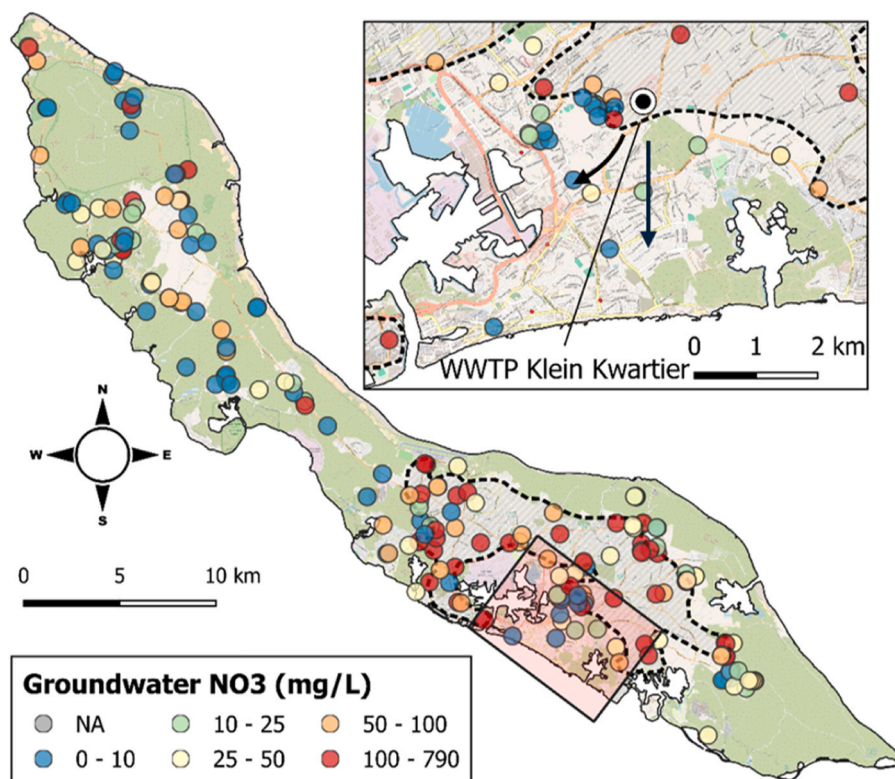 WWTP Klein Kwartier
0 1 2 km
N
W E
S
0 5 10 km
Groundwater NO3 (mg/L)
NA 10 - 25 50 - 100
0 - 10 25 - 50 100 - 790